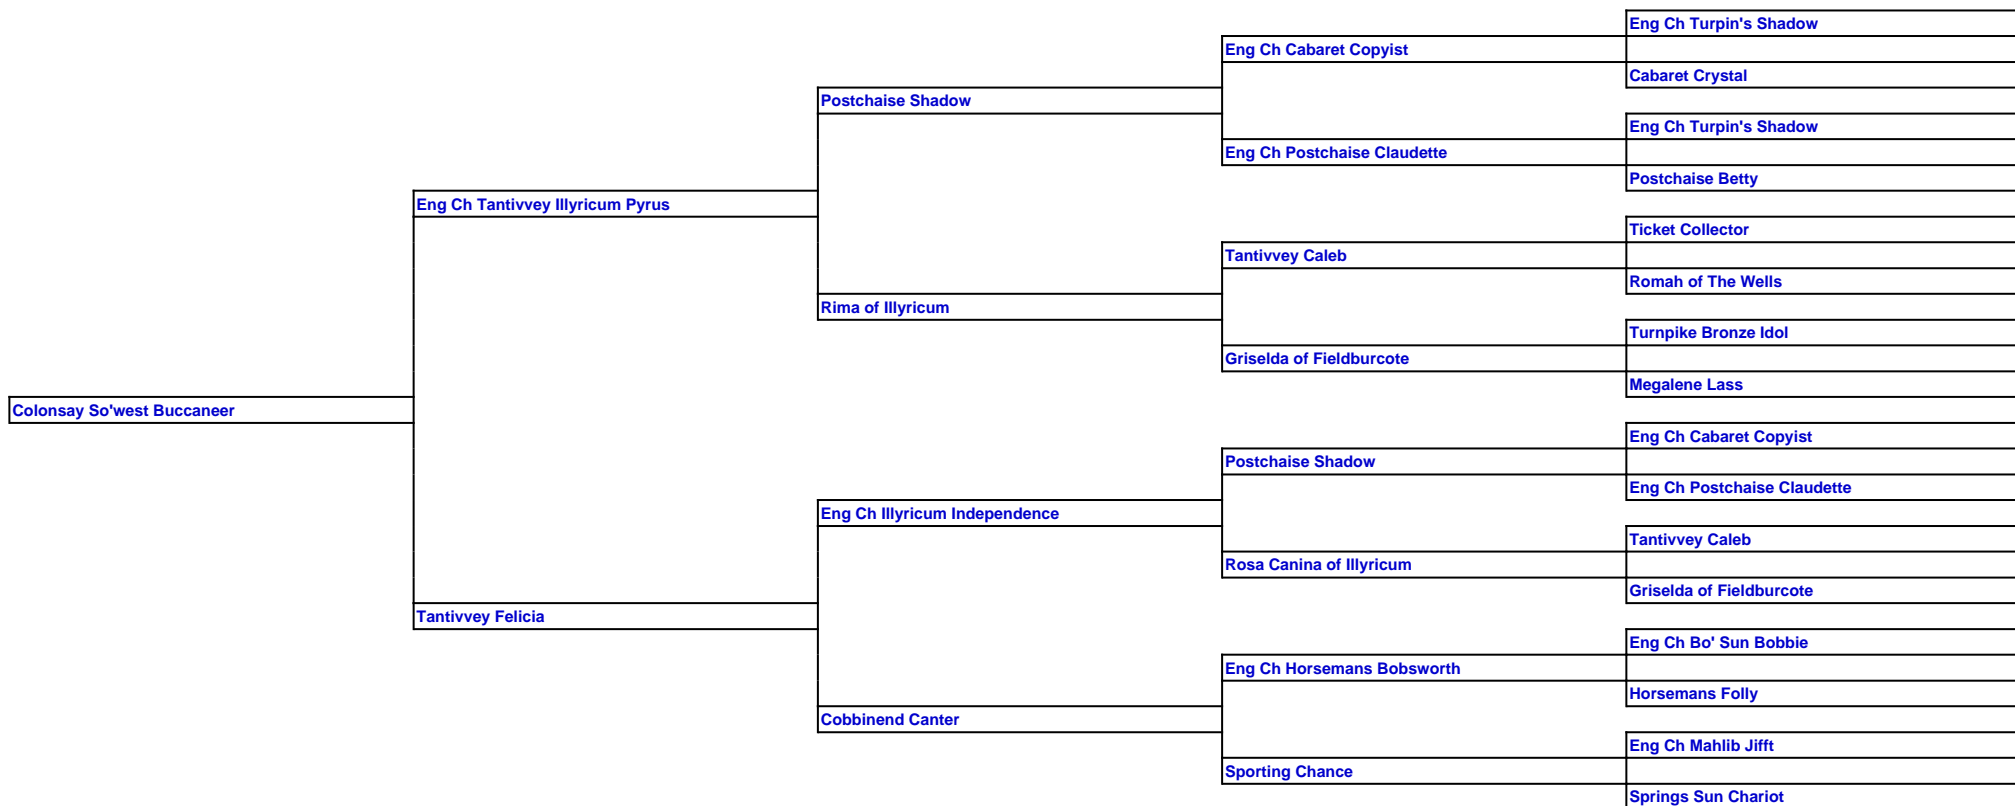 Eng Ch Turpin's Shadow
Eng Ch Cabaret Copyist
Cabaret Crystal
Postchaise Shadow
Eng Ch Turpin's Shadow
Eng Ch Postchaise Claudette
Postchaise Betty
Eng Ch Tantivvey Illyricum Pyrus
Ticket Collector
Tantivvey Caleb
Romah of The Wells
Rima of Illyricum
Turnpike Bronze Idol
Griselda of Fieldburcote
Megalene Lass
Colonsay So'west Buccaneer
Eng Ch Cabaret Copyist
Postchaise Shadow
Eng Ch Postchaise Claudette
Eng Ch Illyricum Independence
Tantivvey Caleb
Rosa Canina of Illyricum
Griselda of Fieldburcote
Tantivvey Felicia
Eng Ch Bo' Sun Bobbie
Eng Ch Horsemans Bobsworth
Horsemans Folly
Cobbinend Canter
Eng Ch Mahlib Jifft
Sporting Chance
Springs Sun Chariot